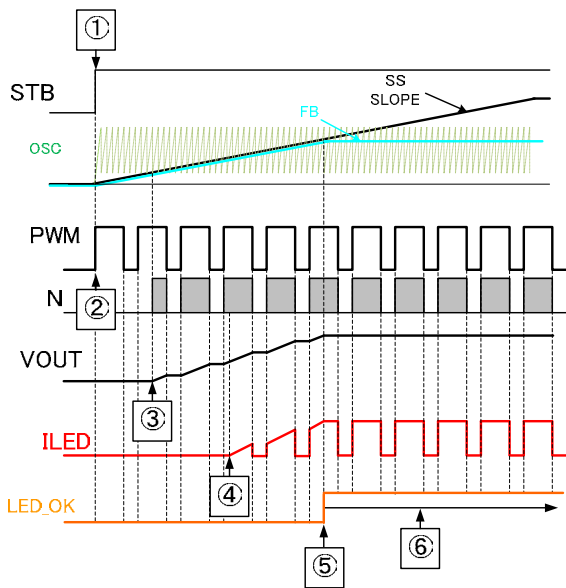 ①
STB
SS
SLOPE
FB
OSC
PWM
②
N
VOUT
③
ILED
④
LED_OK
⑤
⑥